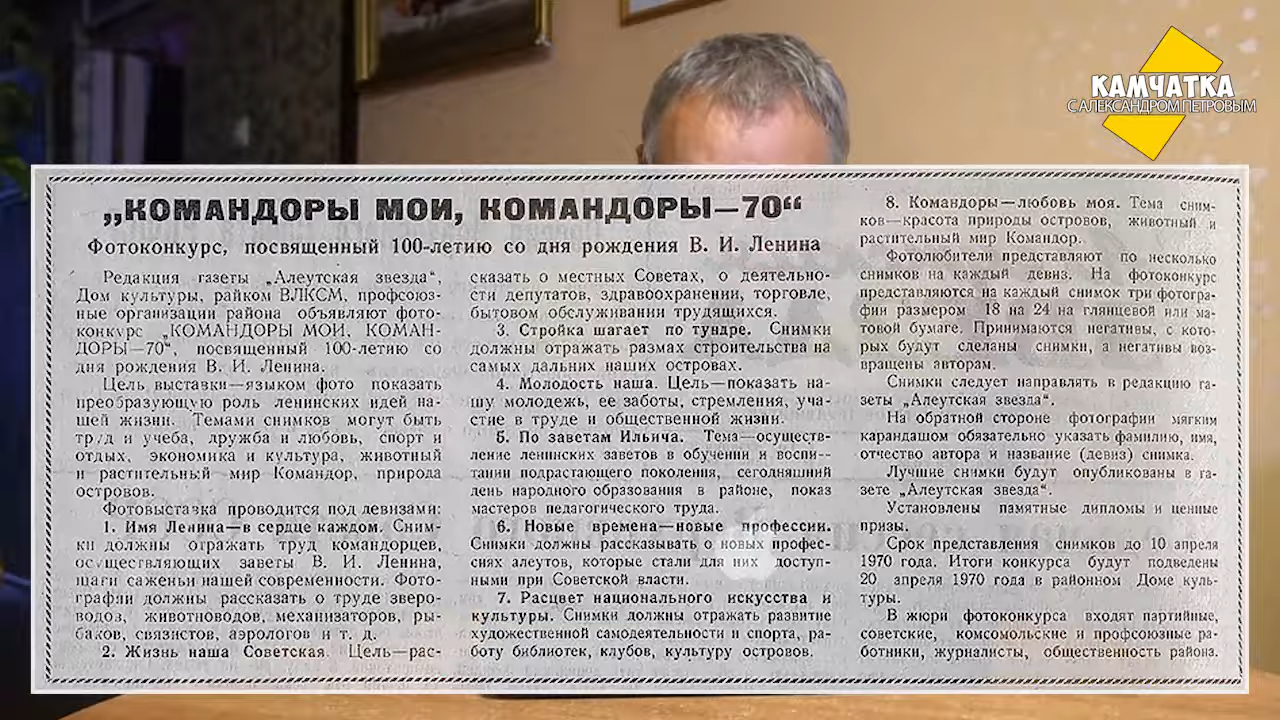 КАМЧАТКА
С АЛЕКСАНДРОМ ПЕТРОВЫМ
„КОМАНДОРЫ МОИ, КОМАНДОРЫ—70“
Фотоконкурс, посвященный 100-летию со дня рождения В. И. Ленина
Редакция газеты „Алеутская звезда“,
Дом культуры, райком ВЛКСМ, профсоюз-
ные организации района объявляют фото-
конкурс „КОМАНДОРЫ МОИ, КОМАН-
ДОРЫ—70“, посвященный 100-летию со
дня рождения В. И. Ленина.
Цель выставки—языком фото показать
преобразующую роль ленинских идей на-
шей жизни. Темами снимков могут быть
труд и учеба, дружба и любовь, спорт и
отдых, экономика и культура, животный
и растительный мир Командор, природа
островов.
Фотовыставка проводится под девизами:
1. Имя Ленина—в сердце каждом. Сним-
ки должны отражать труд командорцев,
осуществляющих заветы В. И. Ленина,
шаги саженьи нашей современности. Фото-
графии должны рассказать о труде зверо-
водов, животноводов, механизаторов, ры-
баков, связистов, аэрологов и т. д.
2. Жизнь наша Советская. Цель—рас-
сказать о местных Советах, о деятельно-
сти депутатов, здравоохранении, торговле,
бытовом обслуживании трудящихся.
3. Стройка шагает по тундре. Снимки
должны отражать размах строительства на
самых дальних наших островах.
4. Молодость наша. Цель—показать на-
шу молодежь, ее заботы, стремления, уча-
стие в труде и общественной жизни.
5. По заветам Ильича. Тема—осуществ-
ление ленинских заветов в обучении и воспи-
тании подрастающего поколения, сегодняшний
день народного образования в районе, показ
мастеров педагогического труда.
6. Новые времена—новые профессии.
Снимки должны рассказывать о новых профес-
сиях алеутов, которые стали для них доступ-
ными при Советской власти.
7. Расцвет национального искусства и
культуры. Снимки должны отражать развитие
художественной самодеятельности и спорта, ра-
боту библиотек, клубов, культуру островов.
8. Командоры—любовь моя. Тема сним-
ков—красота природы островов, животный и
растительный мир Командор.
Фотолюбители представляют по несколько
снимков на каждый девиз. На фотоконкурс
представляются на каждый снимок три фотогра-
фии размером 18 на 24 на глянцевой или ма-
товой бумаге. Принимаются негативы, с кото-
рых будут сделаны снимки, а негативы воз-
вращены авторам.
Снимки следует направлять в редакцию га-
зеты „Алеутская звезда“.
На обратной стороне фотографии мягким
карандашом обязательно указать фамилию, имя,
отчество автора и название (девиз) снимка.
Лучшие снимки будут опубликованы в га-
зете „Алеутская звезда“.
Установлены памятные дипломы и ценные
призы.
Срок представления снимков до 10 апреля
1970 года. Итоги конкурса будут подведены
20 апреля 1970 года в районном Доме куль-
туры.
В жюри фотоконкурса входят партийные,
советские, комсомольские и профсоюзные ра-
ботники, журналисты, общественность района.